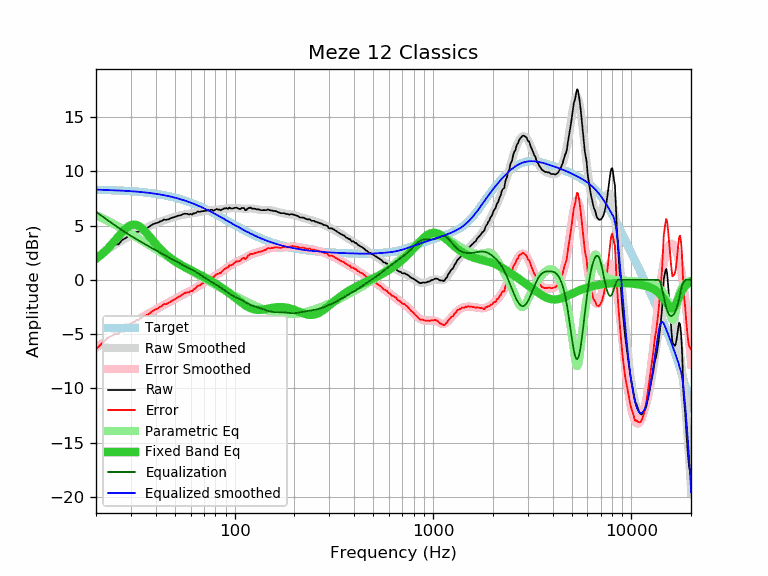 Meze 12 Classics
Amplitude (dBr)
15
10
5
0
−5
−10
−15
−20
Target
Raw Smoothed
Error Smoothed
Raw
Error
Parametric Eq
Fixed Band Eq
Equalization
Equalized smoothed
100 1000 10000
Frequency (Hz)